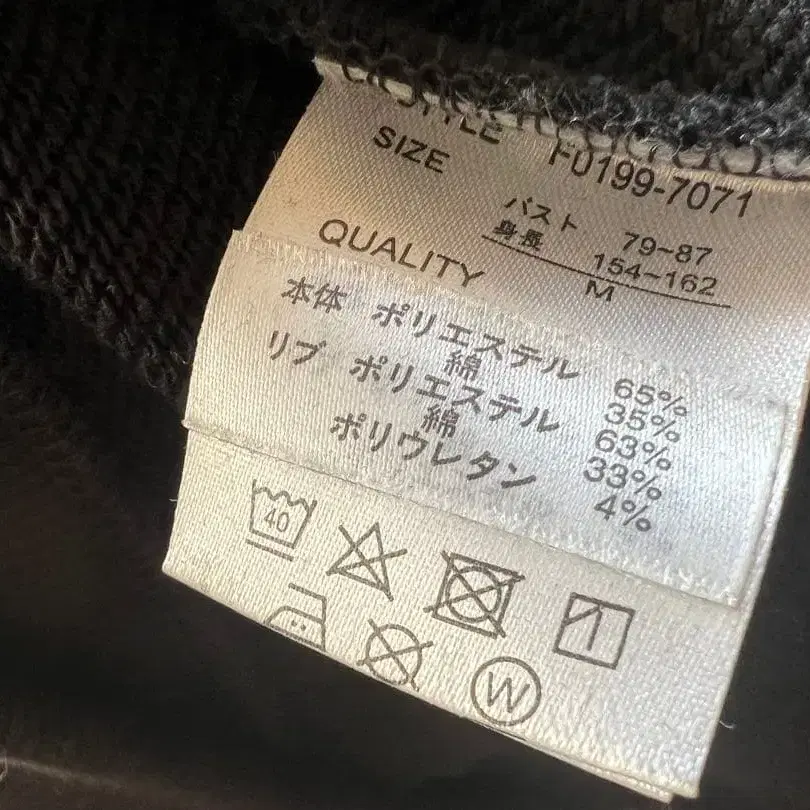 STYLE F0199-7071
SIZE
バスト 79~87
身長 154~162
M
QUALITY
本体 ポリエステル 65%
綿 35%
リブ ポリエステル 63%
綿 33%
ポリウレタン 4%
40
W